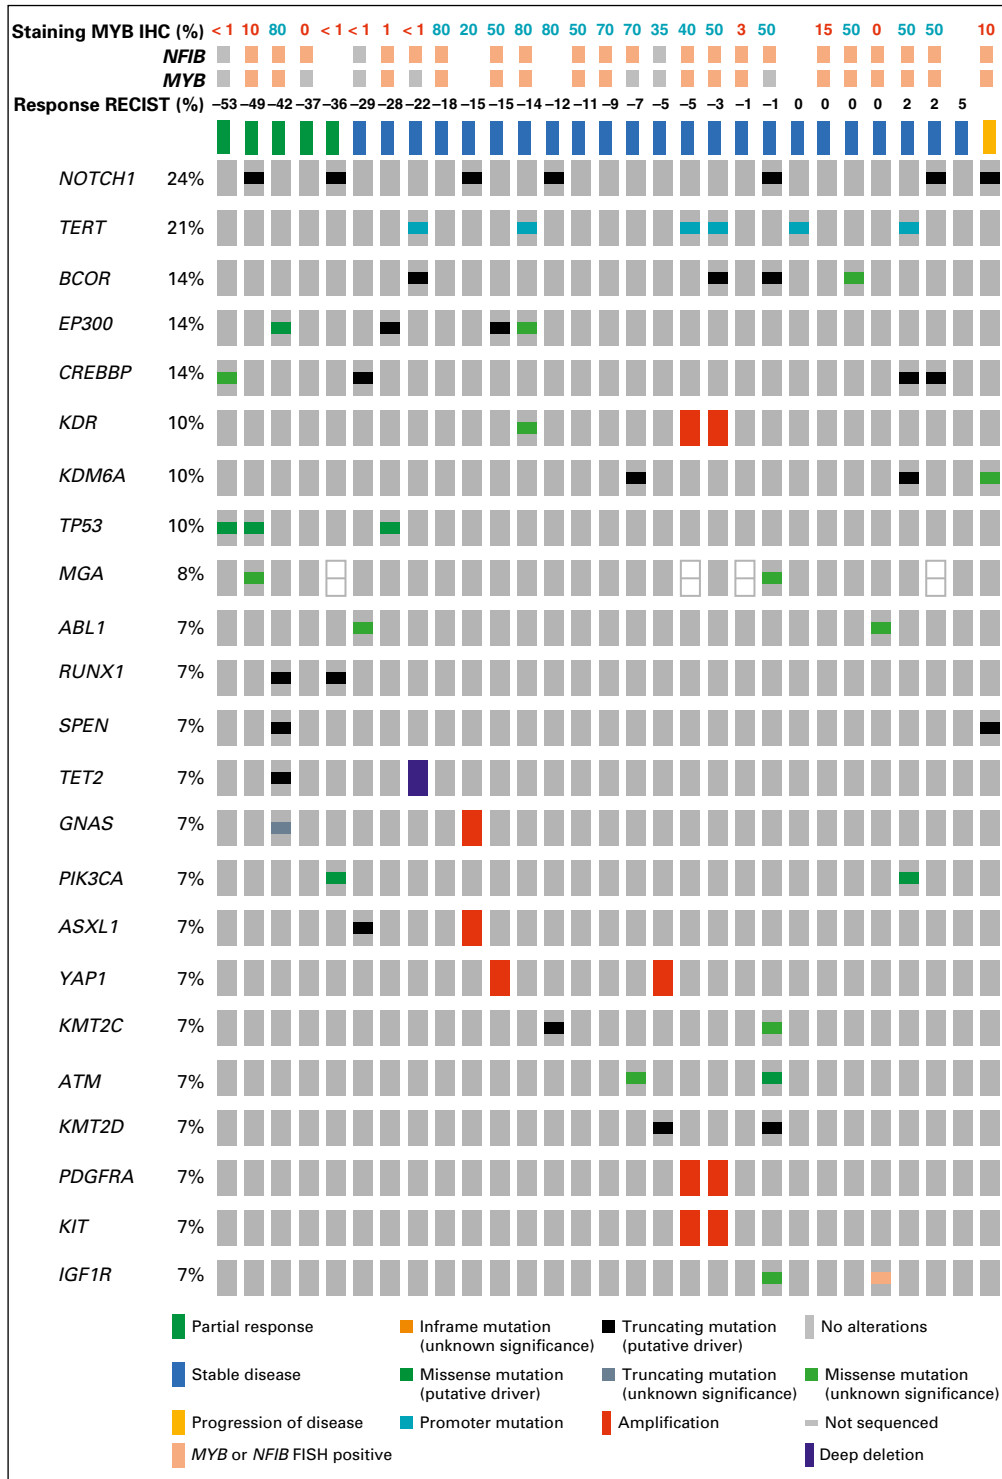 Staining MYB IHC (%) < 1 10 80 0 < 1 < 1 1 < 1 80 20 50 80 80 50 70 70 35 40 50 3 50 15 50 0 50 50 10
NFIB
MYB
Response RECIST (%) –53 –49 –42 –37 –36 –29 –28 –22 –18 –15 –15 –14 –12 –11 –9 –7 –5 –5 –3 –1 –1 0 0 0 0 2 2 5
NOTCH1 24%
TERT 21%
BCOR 14%
EP300 14%
CREBBP 14%
KDR 10%
KDM6A 10%
TP53 10%
MGA 8%
ABL1 7%
RUNX1 7%
SPEN 7%
TET2 7%
GNAS 7%
PIK3CA 7%
ASXL1 7%
YAP1 7%
KMT2C 7%
ATM 7%
KMT2D 7%
PDGFRA 7%
KIT 7%
IGF1R 7%
Partial response
Inframe mutation
(unknown significance)
Truncating mutation
(putative driver)
No alterations
Stable disease
Missense mutation
(putative driver)
Truncating mutation
(unknown significance)
Missense mutation
(unknown significance)
Progression of disease
Promoter mutation
Amplification
Not sequenced
MYB or NFIB FISH positive
Deep deletion